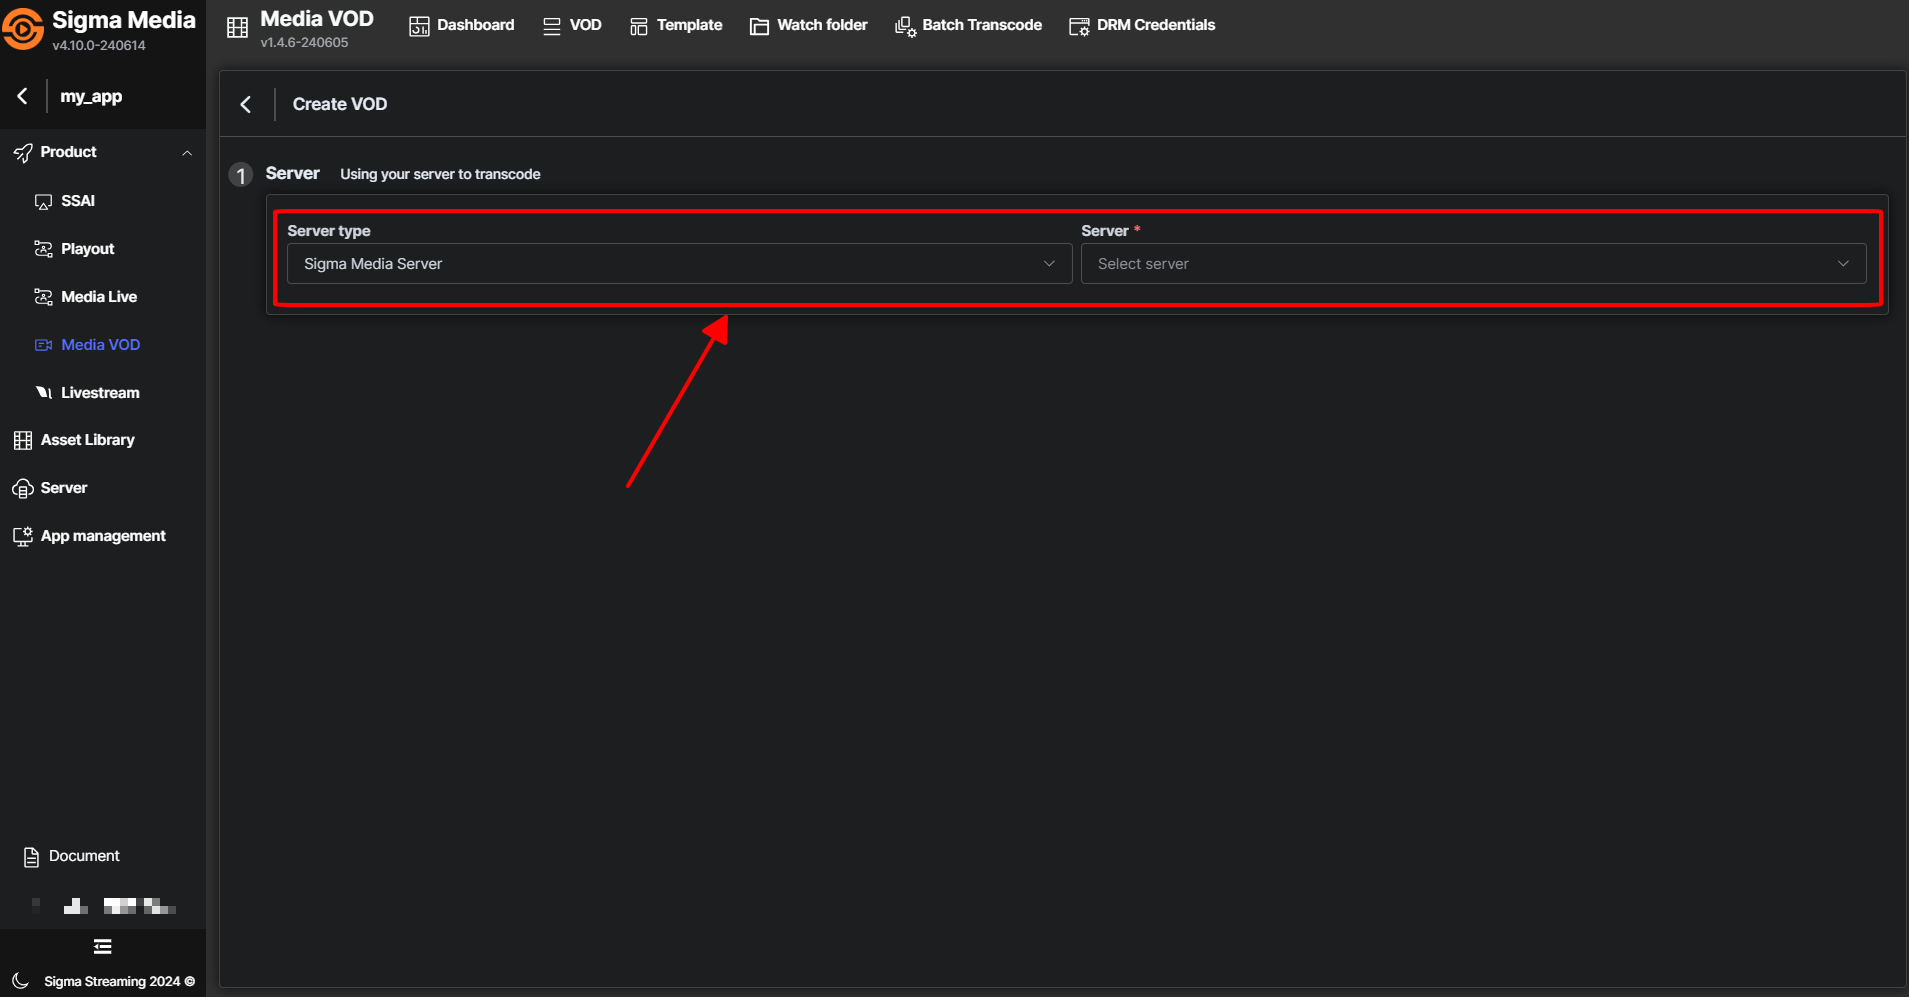 Sigma Media
v4.10.0-240614
my_app
Product
SSAI
Playout
Media Live
Media VOD
Livestream
Asset Library
Server
App management
Document
Sigma Streaming 2024 ©
Media VOD
v1.4.6-240605
Dashboard
VOD
Template
Watch folder
Batch Transcode
DRM Credentials
Create VOD
1 Server Using your server to transcode
Server type
Sigma Media Server
Server *
Select server